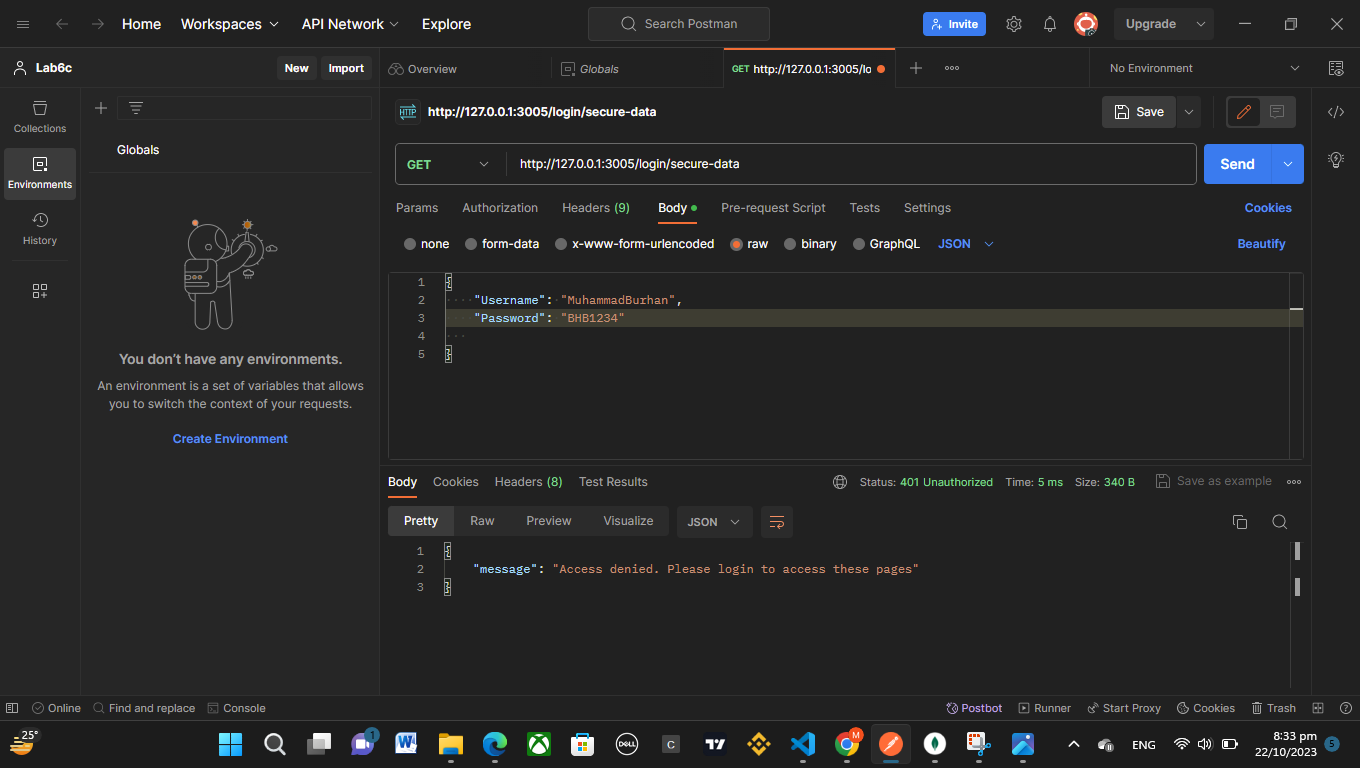 Home Workspaces API Network Explore Search Postman Invite Upgrade
Lab6c New Import Overview Globals GET http://127.0.0.1:3005/lo No Environment
Collections
Environments
History
Globals
You don't have any environments.
An environment is a set of variables that allows
you to switch the context of your requests.
Create Environment
HTTP http://127.0.0.1:3005/login/secure-data Save
GET http://127.0.0.1:3005/login/secure-data Send
Params Authorization Headers (9) Body Pre-request Script Tests Settings Cookies
none form-data x-www-form-urlencoded raw binary GraphQL JSON Beautify
1 {
2 "Username": "MuhammadBurhan",
3 "Password": "BHB1234"
4
5 }
Body Cookies Headers (8) Test Results Status: 401 Unauthorized Time: 5 ms Size: 340 B Save as example
Pretty Raw Preview Visualize JSON
1 {
2 "message": "Access denied. Please login to access these pages"
3 }
Online Find and replace Console Postbot Runner Start Proxy Cookies Trash
25° 1 DELL C M ENG 8:33 pm
22/10/2023 5